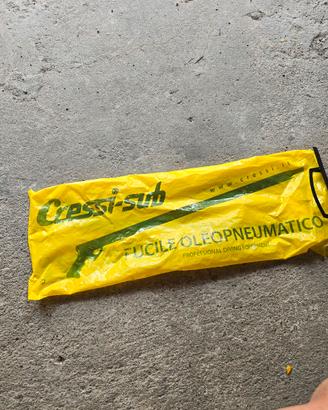 Cressi-sub
www.cressi.it
FUCILE OLEOPNEUMATICO
PROFESSIONAL DIVING EQUIPMENT